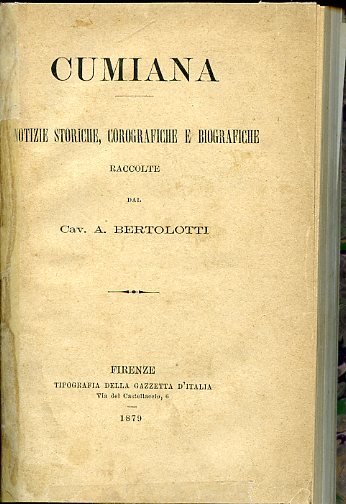 CUMIANA
NOTIZIE STORICHE, COROGRAFICHE E BIOGRAFICHE
RACCOLTE
DAL
Cav. A. BERTOLOTTI
FIRENZE
TIPOGRAFIA DELLA GAZZETTA D'ITALIA
Via del Castellaccio, 6
1879